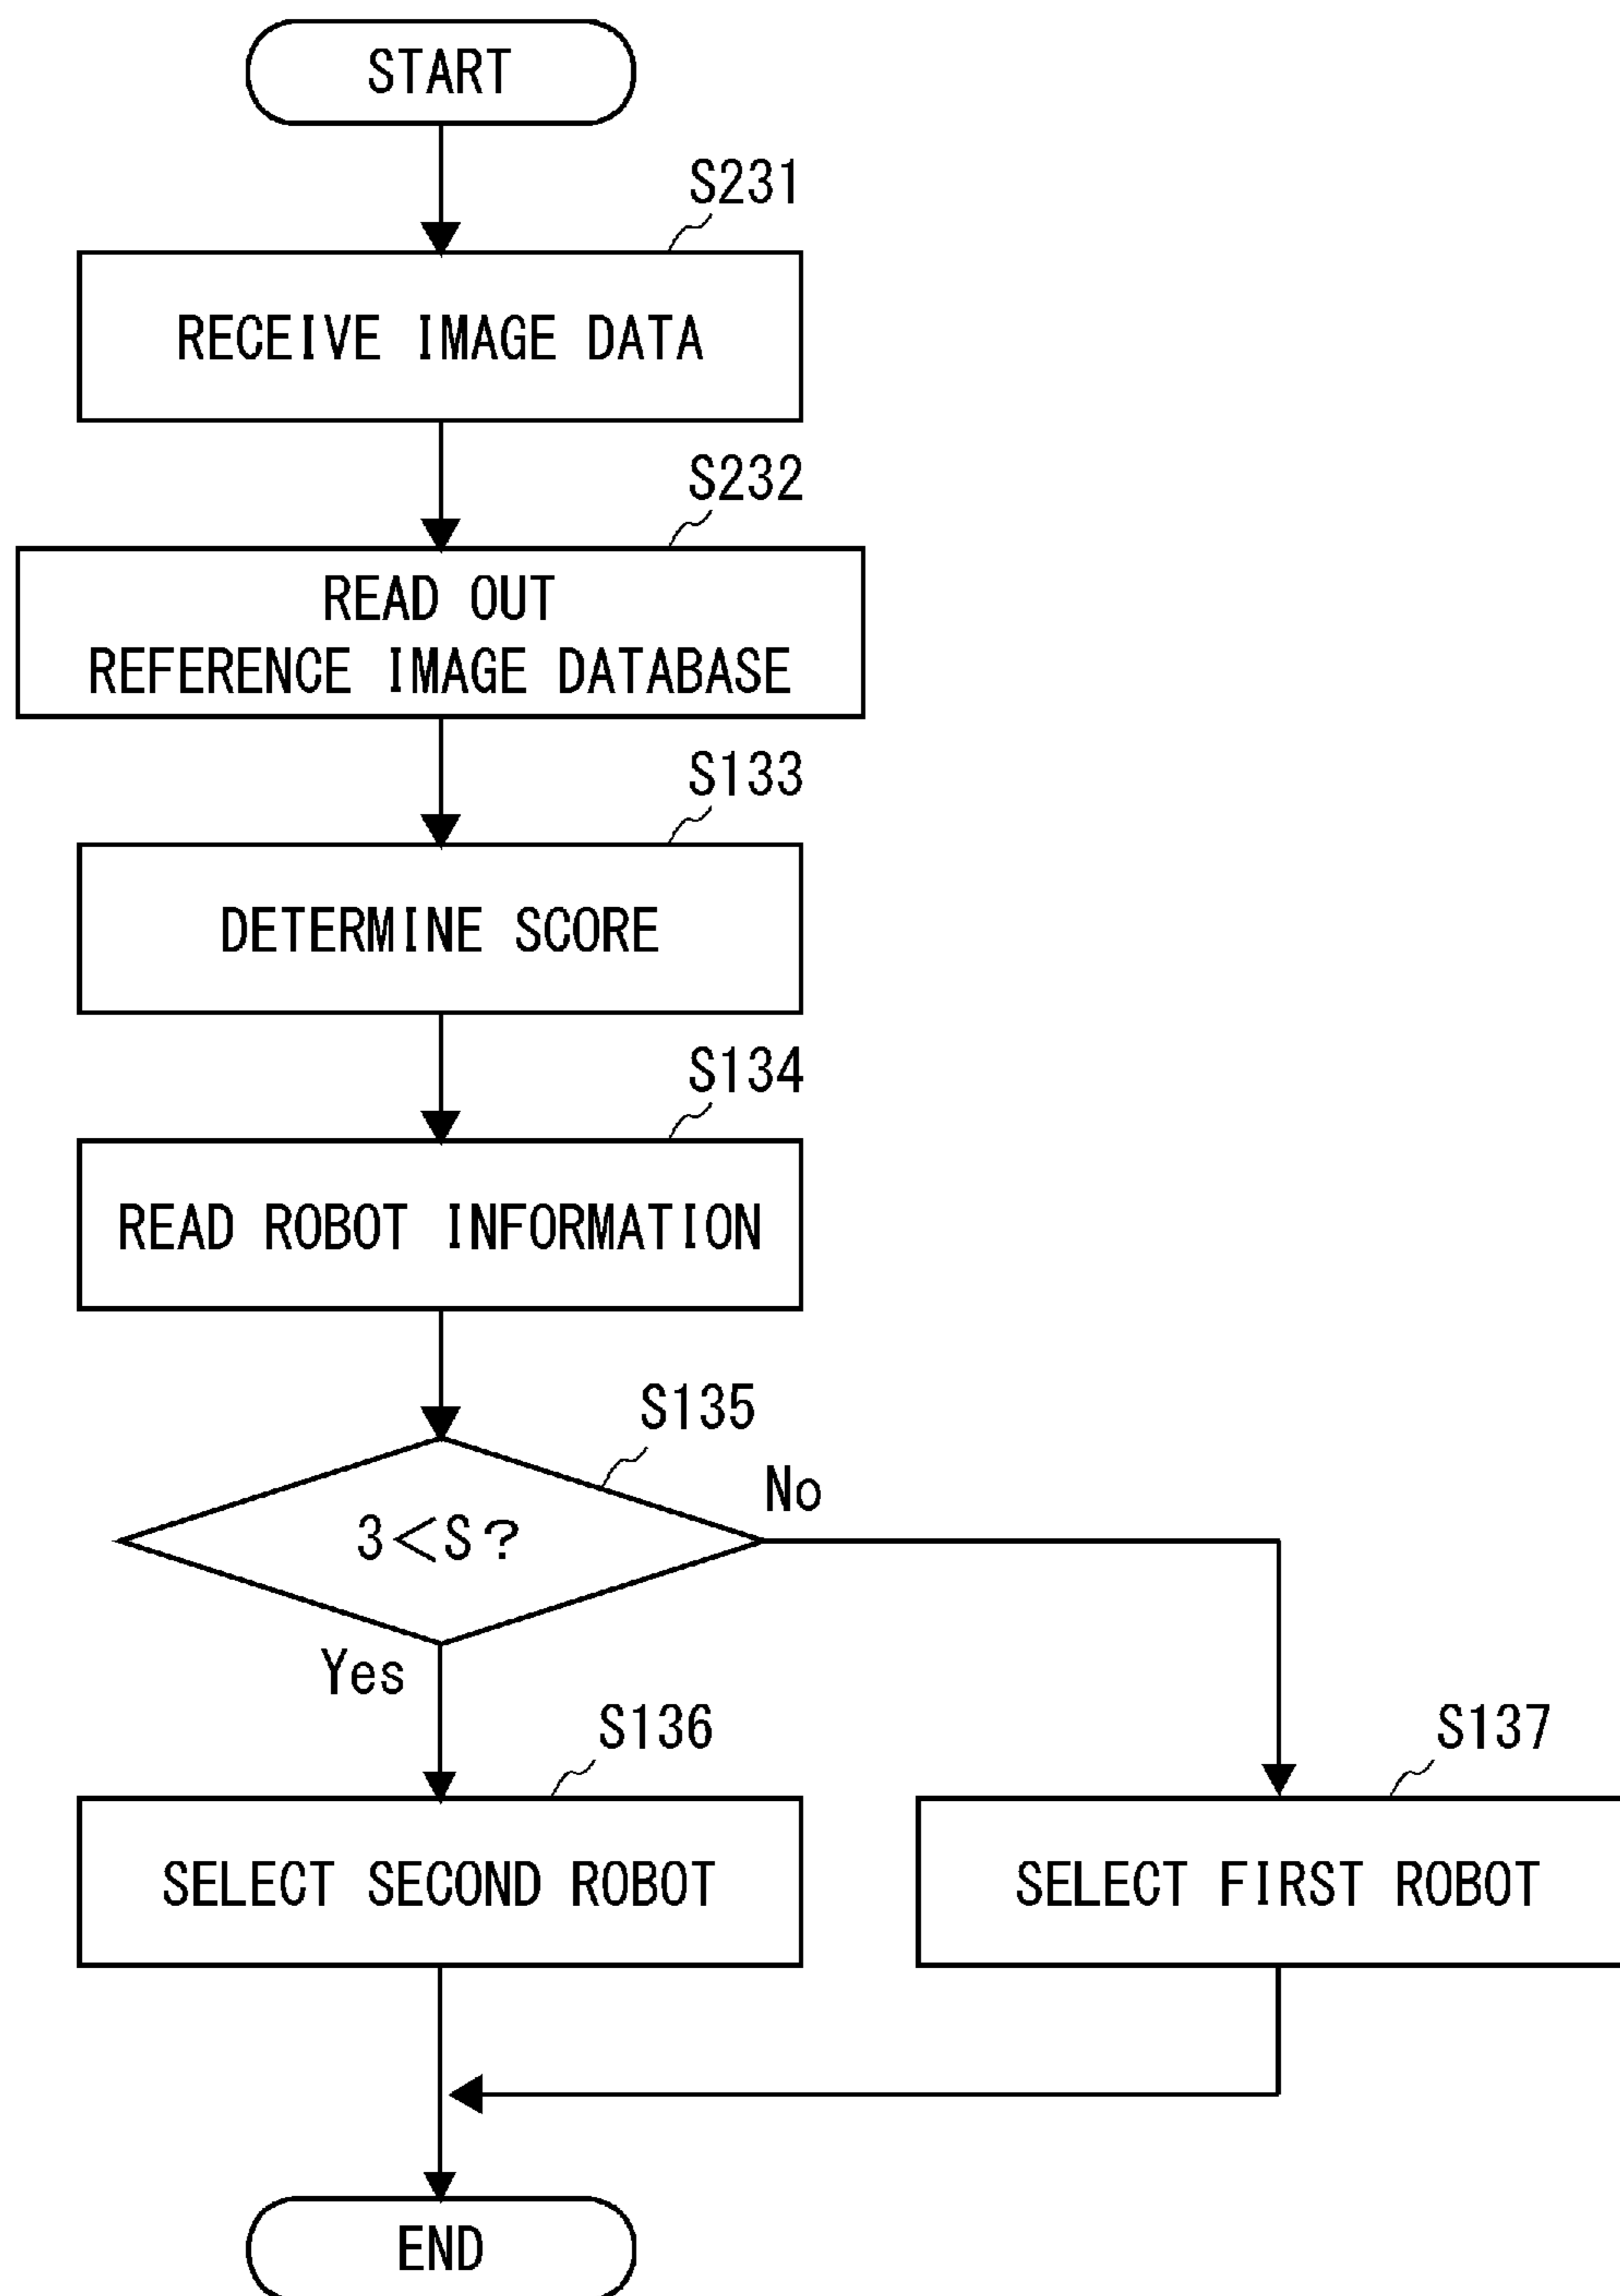 START
S231
RECEIVE IMAGE DATA
S232
READ OUT
REFERENCE IMAGE DATABASE
S133
DETERMINE SCORE
S134
READ ROBOT INFORMATION
S135
3<S?
No
Yes
S136
SELECT SECOND ROBOT
S137
SELECT FIRST ROBOT
END